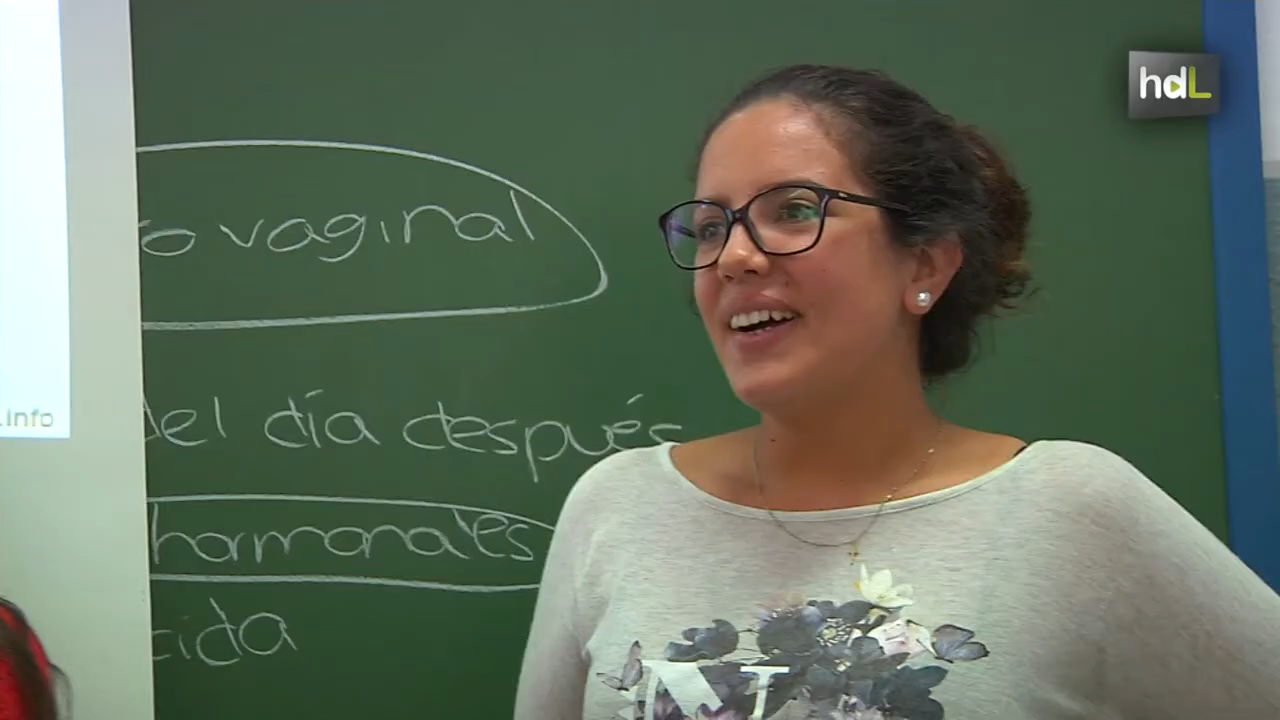 hdL
o vaginal
del día después
hormonales
cida
.info
N